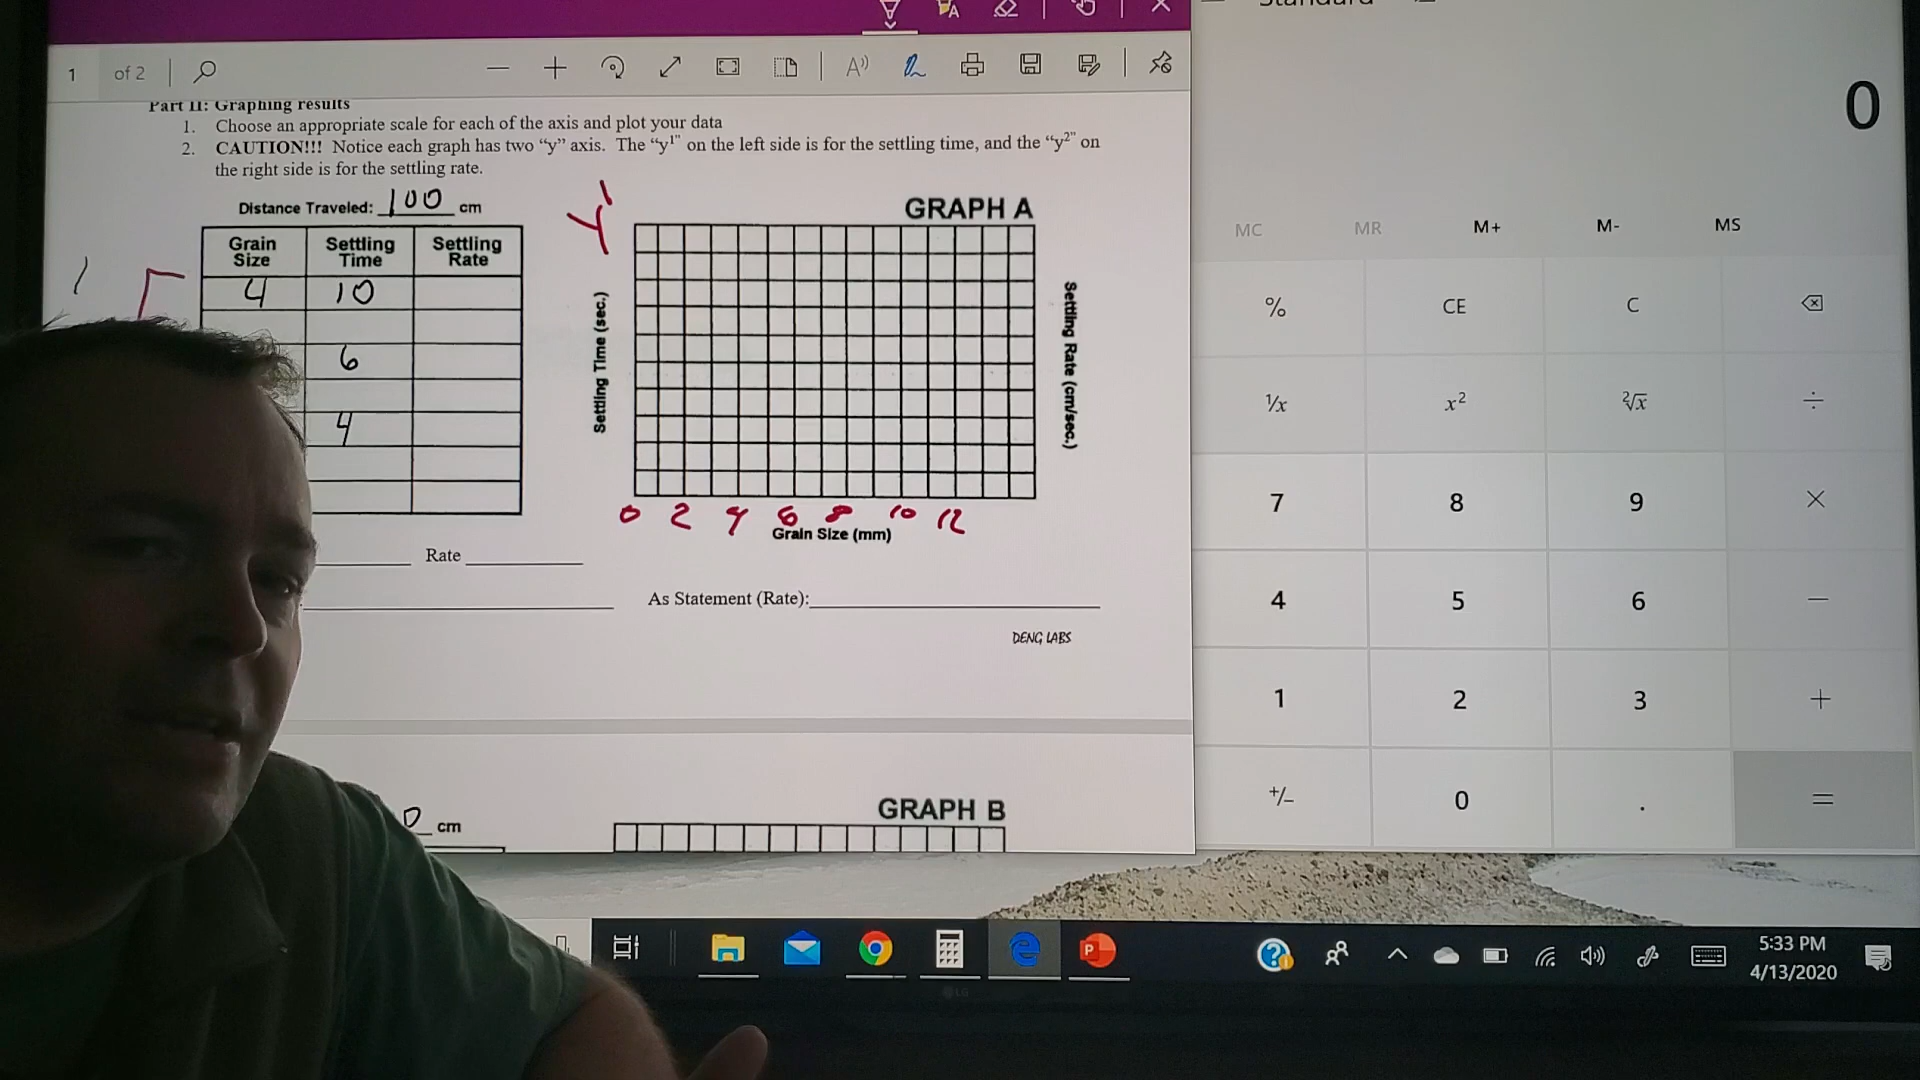 Standard
1 of 2
0
Part II: Graphing results
1. Choose an appropriate scale for each of the axis and plot your data
2. CAUTION!!! Notice each graph has two “y” axis. The “y1” on the left side is for the settling time, and the “y2” on
the right side is for the settling rate.
Distance Traveled: 100 cm
Grain Size
Settling Time
Settling Rate
4 10
6
4
Y1
GRAPH A
Settling Time (sec.)
Settling Rate (cm/sec.)
0 2 4 6 8 10 12
Grain Size (mm)
Rate
As Statement (Rate):
DENG LABS
0 cm
GRAPH B
MC MR M+ M- MS
% CE C
1/x x2 2√x ÷
7 8 9 ×
4 5 6 −
1 2 3 +
+/- 0 . =
5:33 PM
4/13/2020
LG